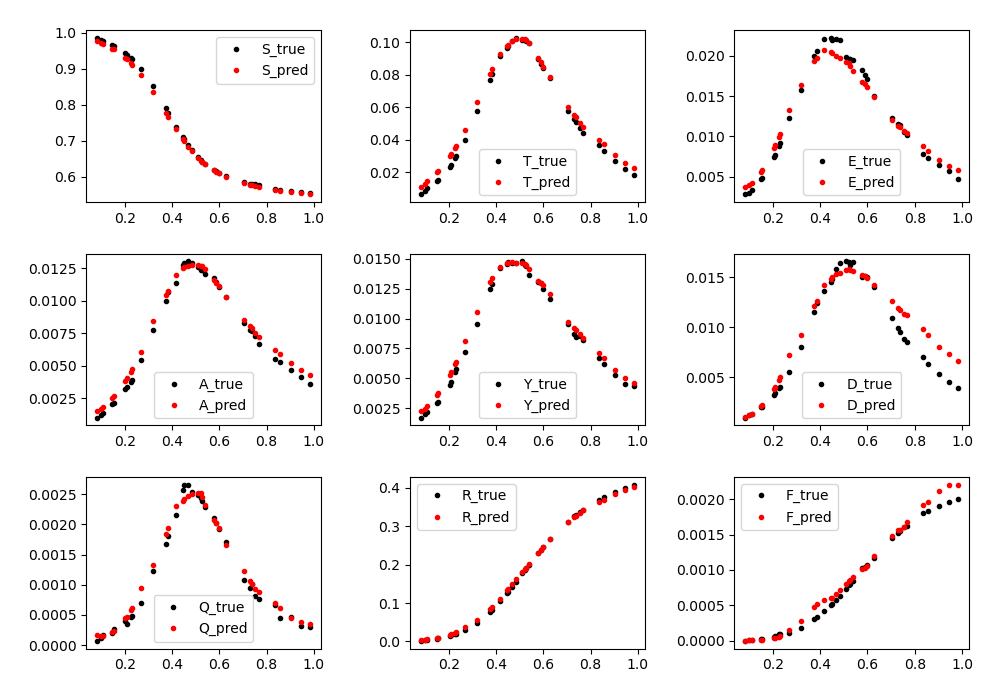 1.0
0.9
0.8
0.7
0.6
S_true
S_pred
0.2 0.4 0.6 0.8 1.0
0.10
0.08
0.06
0.04
0.02
T_true
T_pred
0.2 0.4 0.6 0.8 1.0
0.020
0.015
0.010
0.005
E_true
E_pred
0.2 0.4 0.6 0.8 1.0
0.0125
0.0100
0.0075
0.0050
0.0025
A_true
A_pred
0.2 0.4 0.6 0.8 1.0
0.0150
0.0125
0.0100
0.0075
0.0050
0.0025
Y_true
Y_pred
0.2 0.4 0.6 0.8 1.0
0.015
0.010
0.005
D_true
D_pred
0.2 0.4 0.6 0.8 1.0
0.0025
0.0020
0.0015
0.0010
0.0005
0.0000
Q_true
Q_pred
0.2 0.4 0.6 0.8 1.0
0.4
0.3
0.2
0.1
0.0
R_true
R_pred
0.2 0.4 0.6 0.8 1.0
0.0020
0.0015
0.0010
0.0005
0.0000
F_true
F_pred
0.2 0.4 0.6 0.8 1.0